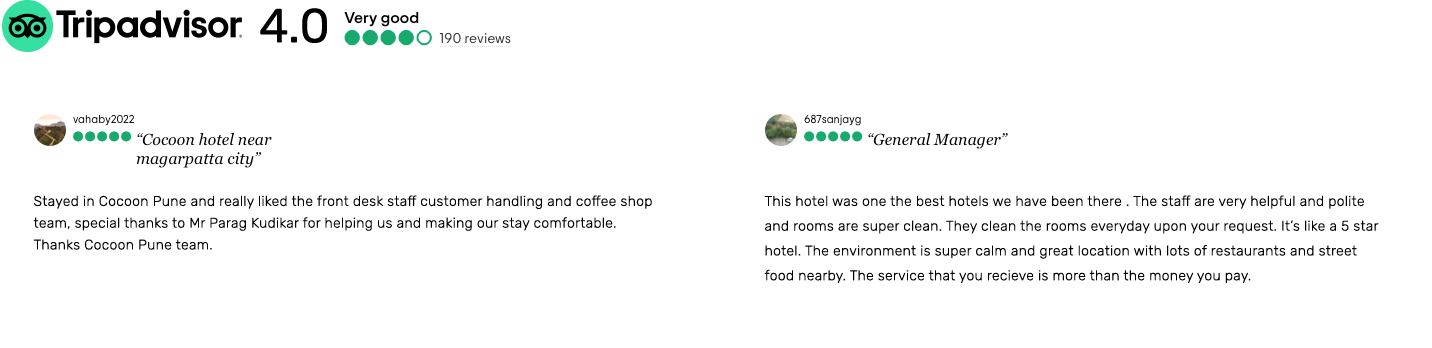 Tripadvisor
4.0
Very good
190 reviews
vahaby2022
“Cocoon hotel near
magarpatta city”
Stayed in Cocoon Pune and really liked the front desk staff customer handling and coffee shop
team, special thanks to Mr Parag Kudikar for helping us and making our stay comfortable.
Thanks Cocoon Pune team.
687sanjayg
“General Manager”
This hotel was one the best hotels we have been there . The staff are very helpful and polite
and rooms are super clean. They clean the rooms everyday upon your request. It’s like a 5 star
hotel. The environment is super calm and great location with lots of restaurants and street
food nearby. The service that you recieve is more than the money you pay.